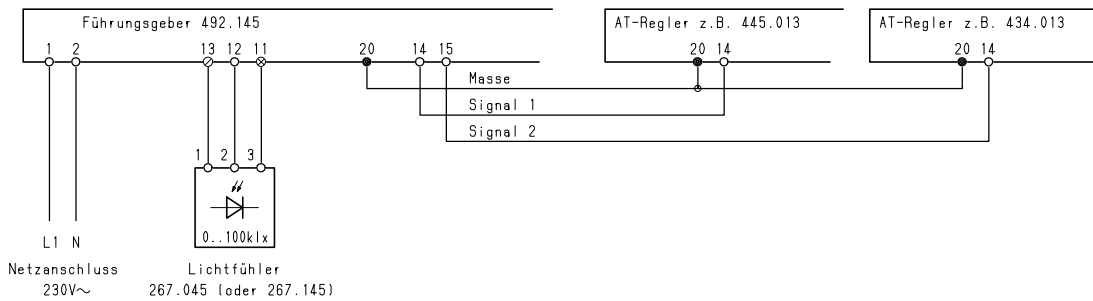 Führungsgeber 492.145
AT-Regler z.B. 445.013
AT-Regler z.B. 434.013
1 2 13 12 11 20 14 15 20 14 20 14
Masse
Signal 1
Signal 2
1 2 3
0..100klx
L1 N
Netzanschluss
230V~
Lichtfühler
267.045 (oder 267.145)